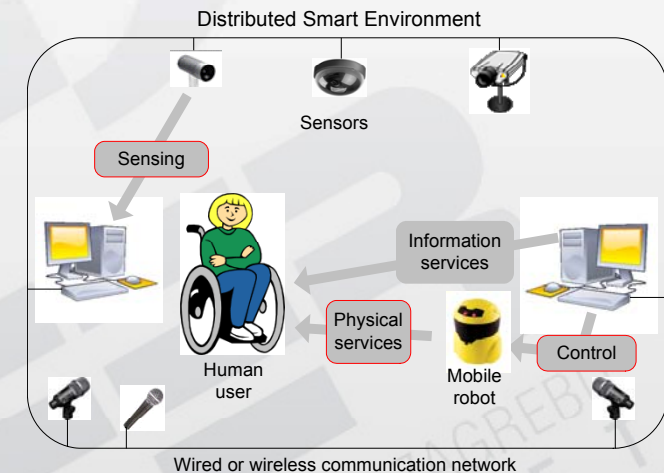 Distributed Smart Environment
Sensors
Sensing
Information
services
Physical
services
Control
Human
user
Mobile
robot
ZAGREB
Wired or wireless communication network